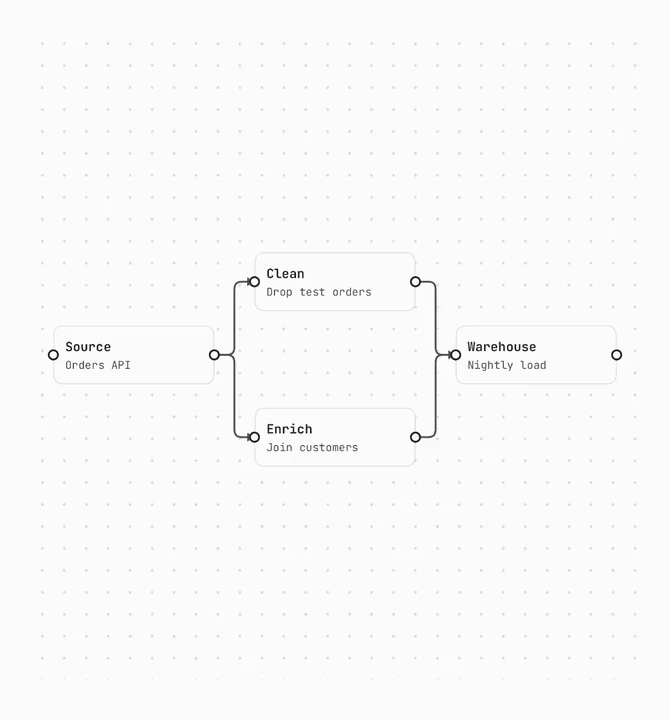 Source
Orders API
Clean
Drop test orders
Enrich
Join customers
Warehouse
Nightly load